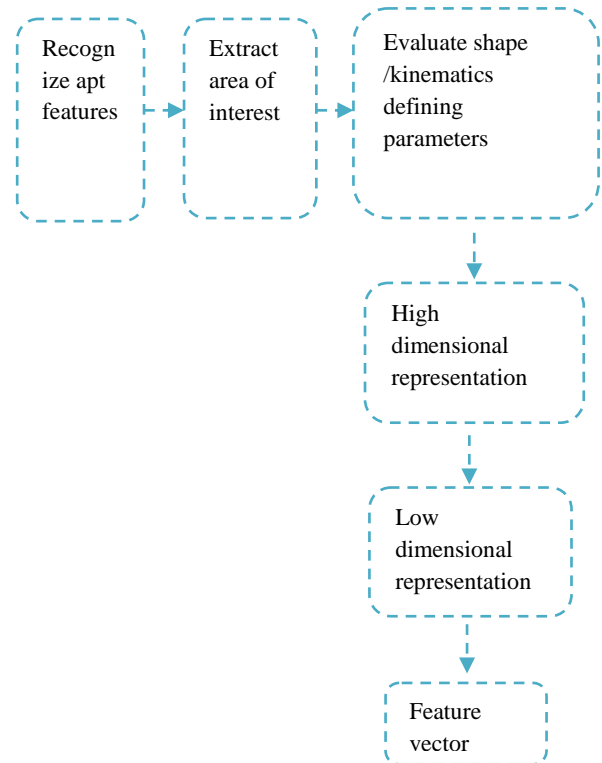 Recogn
ize apt
features
Extract
area of
interest
Evaluate shape
/kinematics
defining
parameters
High
dimensional
representation
Low
dimensional
representation
Feature
vector